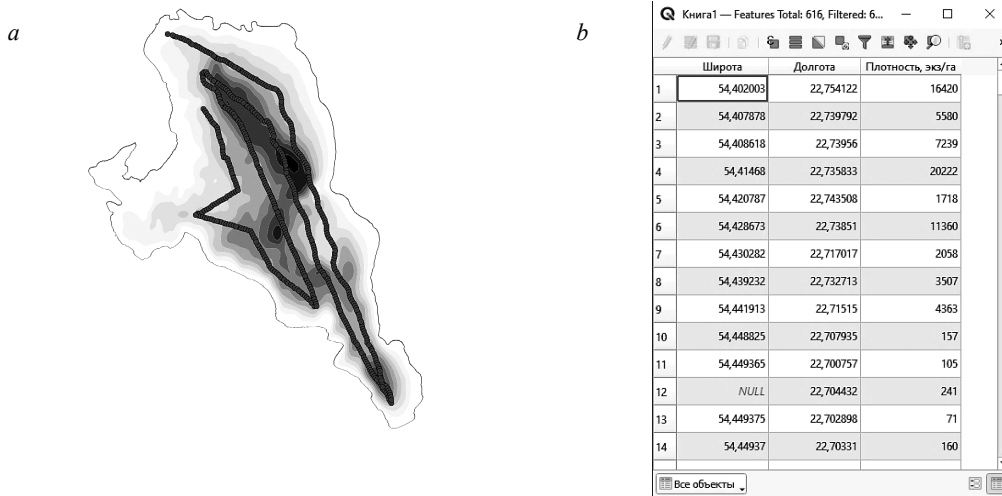 a
b
Книга1 — Features Total: 616, Filtered: 6...
Широта Долгота Плотность, экз/га
1 54,402003 22,754122 16420
2 54,407878 22,739792 5580
3 54,408618 22,73956 7239
4 54,41468 22,735833 20222
5 54,420787 22,743508 1718
6 54,428673 22,73851 11360
7 54,430282 22,717017 2058
8 54,439232 22,732713 3507
9 54,441913 22,71515 4363
10 54,448825 22,707935 157
11 54,449365 22,700757 105
12 NULL 22,704432 241
13 54,449375 22,702898 71
14 54,44937 22,70331 160
Все объекты